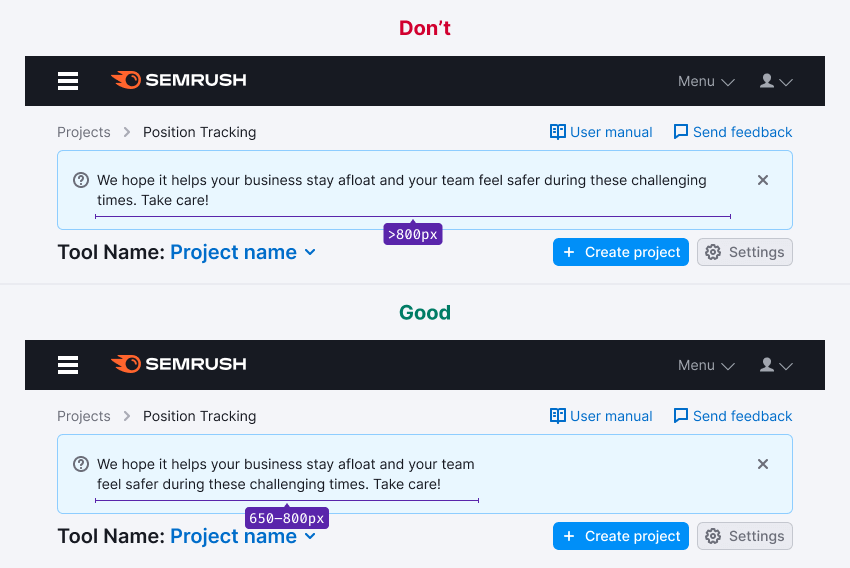 Don't
SEMRUSH Menu
Projects Position Tracking User manual Send feedback
We hope it helps your business stay afloat and your team feel safer during these challenging
times. Take care!
>800px
Tool Name: Project name + Create project Settings
Good
SEMRUSH Menu
Projects Position Tracking User manual Send feedback
We hope it helps your business stay afloat and your team
feel safer during these challenging times. Take care!
650–800px
Tool Name: Project name + Create project Settings